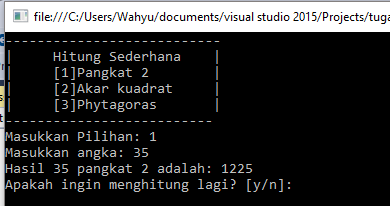 file:///C:/Users/Wahyu/documents/visual studio 2015/Projects/tuga
-------------------------
|    Hitung Sederhana   |
|    [1]Pangkat 2       |
|    [2]Akar kuadrat    |
|    [3]Phytagoras      |
-------------------------
Masukkan Pilihan: 1
Masukkan angka: 35
Hasil 35 pangkat 2 adalah: 1225
Apakah ingin menghitung lagi? [y/n]: